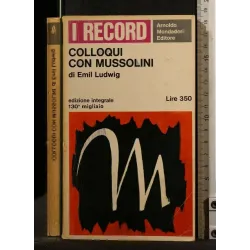 I RECORD
Arnoldo
Mondadori
Editore
COLLOQUI
CON MUSSOLINI
di Emil Ludwig
edizione integrale
130° migliaio
Lire 350
M